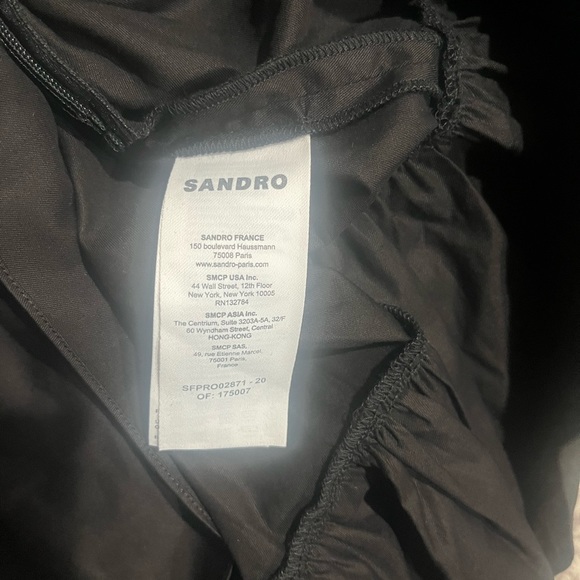 SANDRO
SANDRO FRANCE
150 boulevard Haussmann
75008 Paris
www.sandro-paris.com
SMCP USA Inc.
44 Wall Street, 12th Floor
New York, New York 10005
RN132784
SMCP ASIA Inc.
The Centrium, Suite 3203A-5A, 32/F
60 Wyndham Street, Central
HONG-KONG
SMCP SAS,
49, rue Etienne Marcel,
75001 Paris,
France
SFPRO02871 - 20
OF: 175007